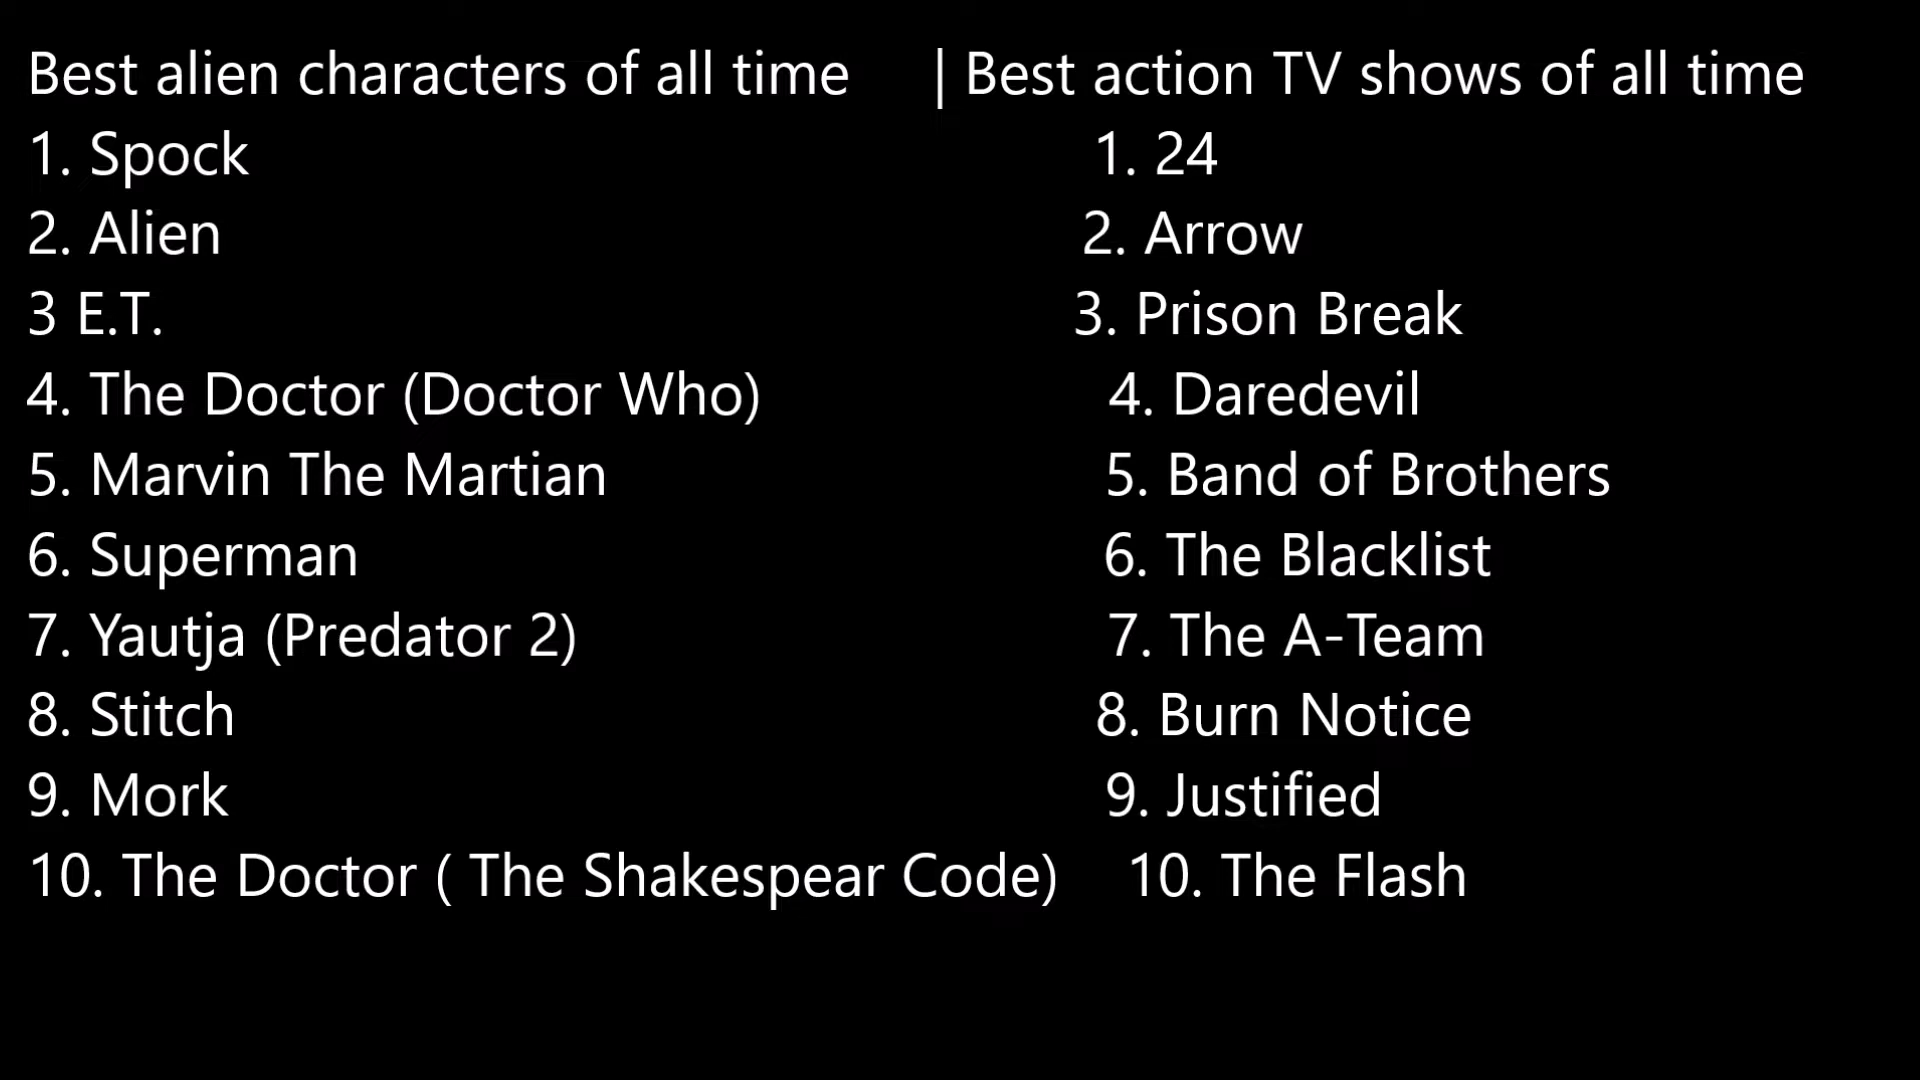 Best alien characters of all time | Best action TV shows of all time
1. Spock 1. 24
2. Alien 2. Arrow
3 E.T. 3. Prison Break
4. The Doctor (Doctor Who) 4. Daredevil
5. Marvin The Martian 5. Band of Brothers
6. Superman 6. The Blacklist
7. Yautja (Predator 2) 7. The A-Team
8. Stitch 8. Burn Notice
9. Mork 9. Justified
10. The Doctor ( The Shakespear Code) 10. The Flash